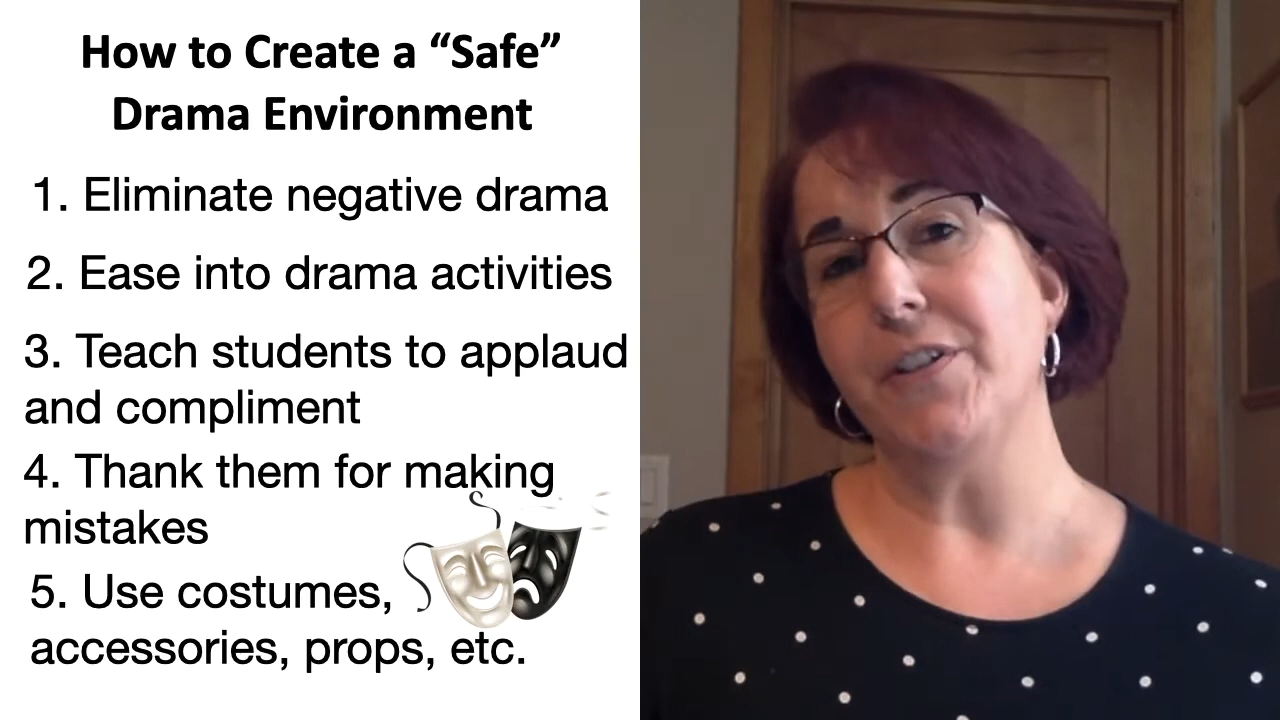 How to Create a “Safe”
Drama Environment
1. Eliminate negative drama
2. Ease into drama activities
3. Teach students to applaud
and compliment
4. Thank them for making
mistakes
5. Use costumes,
accessories, props, etc.